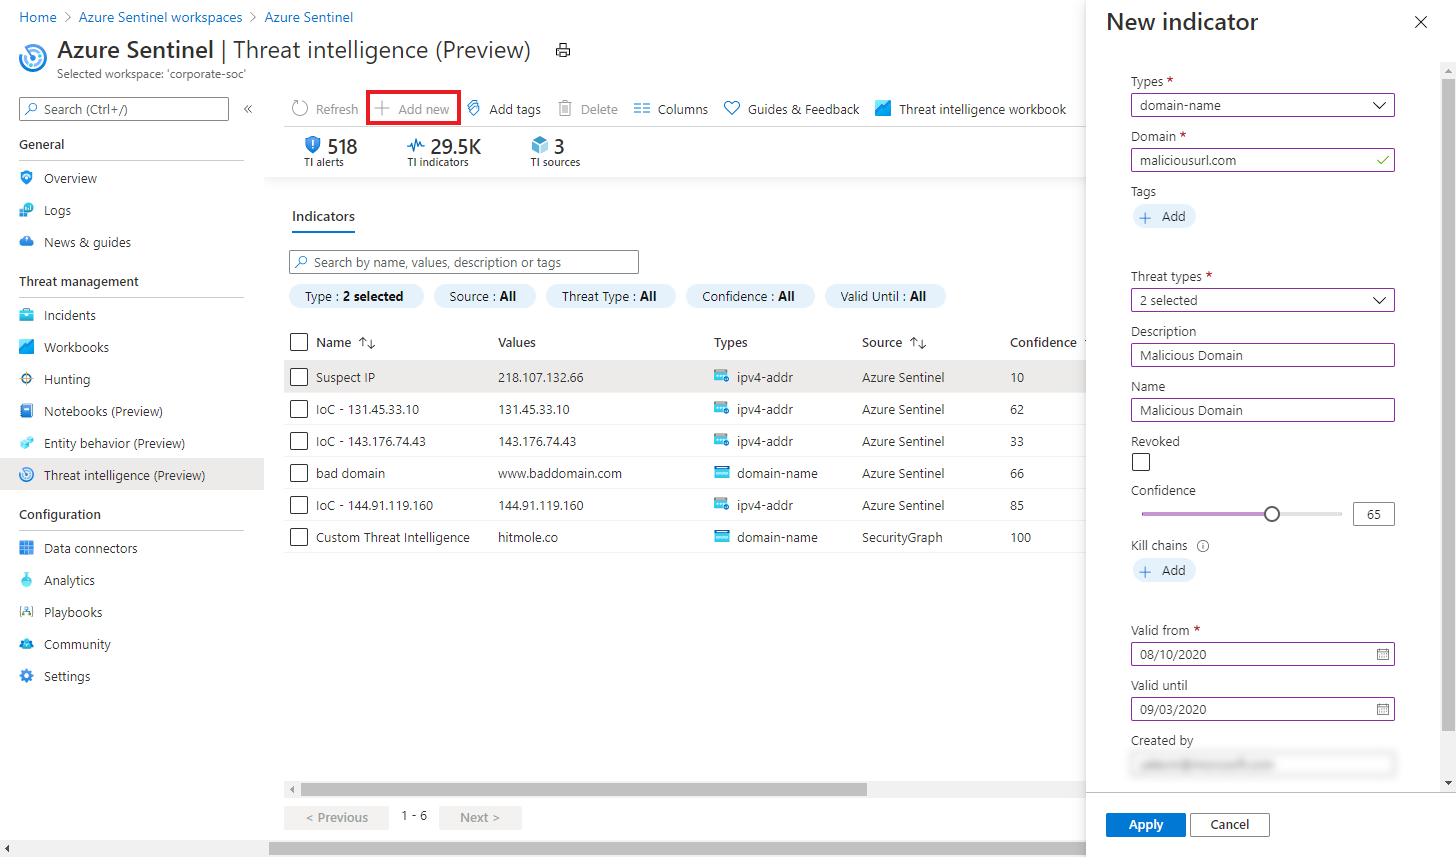 Home > Azure Sentinel workspaces > Azure Sentinel
Azure Sentinel | Threat intelligence (Preview)
Selected workspace: 'corporate-soc'
Search (Ctrl+/)
«
General
Overview
Logs
News & guides
Threat management
Incidents
Workbooks
Hunting
Notebooks (Preview)
Entity behavior (Preview)
Threat intelligence (Preview)
Configuration
Data connectors
Analytics
Playbooks
Community
Settings
Refresh + Add new Add tags Delete Columns Guides & Feedback Threat intelligence workbook
518 29.5K 3
TI alerts TI indicators TI sources
Indicators
Search by name, values, description or tags
Type : 2 selected Source : All Threat Type : All Confidence : All Valid Until : All
Name ↑↓ Values Types Source ↑↓ Confidence
Suspect IP 218.107.132.66 ipv4-addr Azure Sentinel 10
IoC - 131.45.33.10 131.45.33.10 ipv4-addr Azure Sentinel 62
IoC - 143.176.74.43 143.176.74.43 ipv4-addr Azure Sentinel 33
bad domain www.baddomain.com domain-name Azure Sentinel 66
IoC - 144.91.119.160 144.91.119.160 ipv4-addr Azure Sentinel 85
Custom Threat Intelligence hitmole.co domain-name SecurityGraph 100
< Previous 1 - 6 Next >
New indicator
Types *
domain-name
Domain *
maliciousurl.com
Tags
+ Add
Threat types *
2 selected
Description
Malicious Domain
Name
Malicious Domain
Revoked
Confidence
65
Kill chains
+ Add
Valid from *
08/10/2020
Valid until
09/03/2020
Created by
Apply Cancel